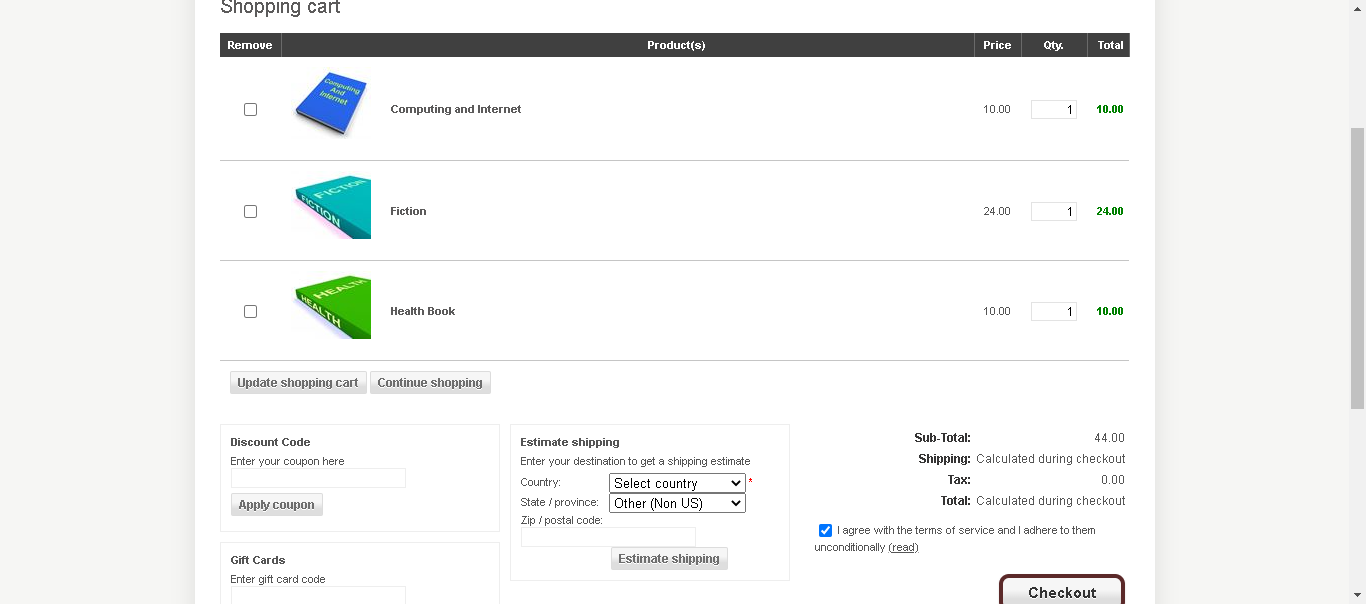 Shopping cart
Remove Product(s) Price Qty. Total
Computing And Internet
Computing and Internet 10.00 1 10.00
FICTION
FICTION
Fiction 24.00 1 24.00
HEALTH
HEALTH
Health Book 10.00 1 10.00
Update shopping cart Continue shopping
Discount Code
Enter your coupon here
Apply coupon
Gift Cards
Enter gift card code
Estimate shipping
Enter your destination to get a shipping estimate
Country: Select country *
State / province: Other (Non US)
Zip / postal code:
Estimate shipping
Sub-Total: 44.00
Shipping: Calculated during checkout
Tax: 0.00
Total: Calculated during checkout
I agree with the terms of service and I adhere to them
unconditionally (read)
Checkout